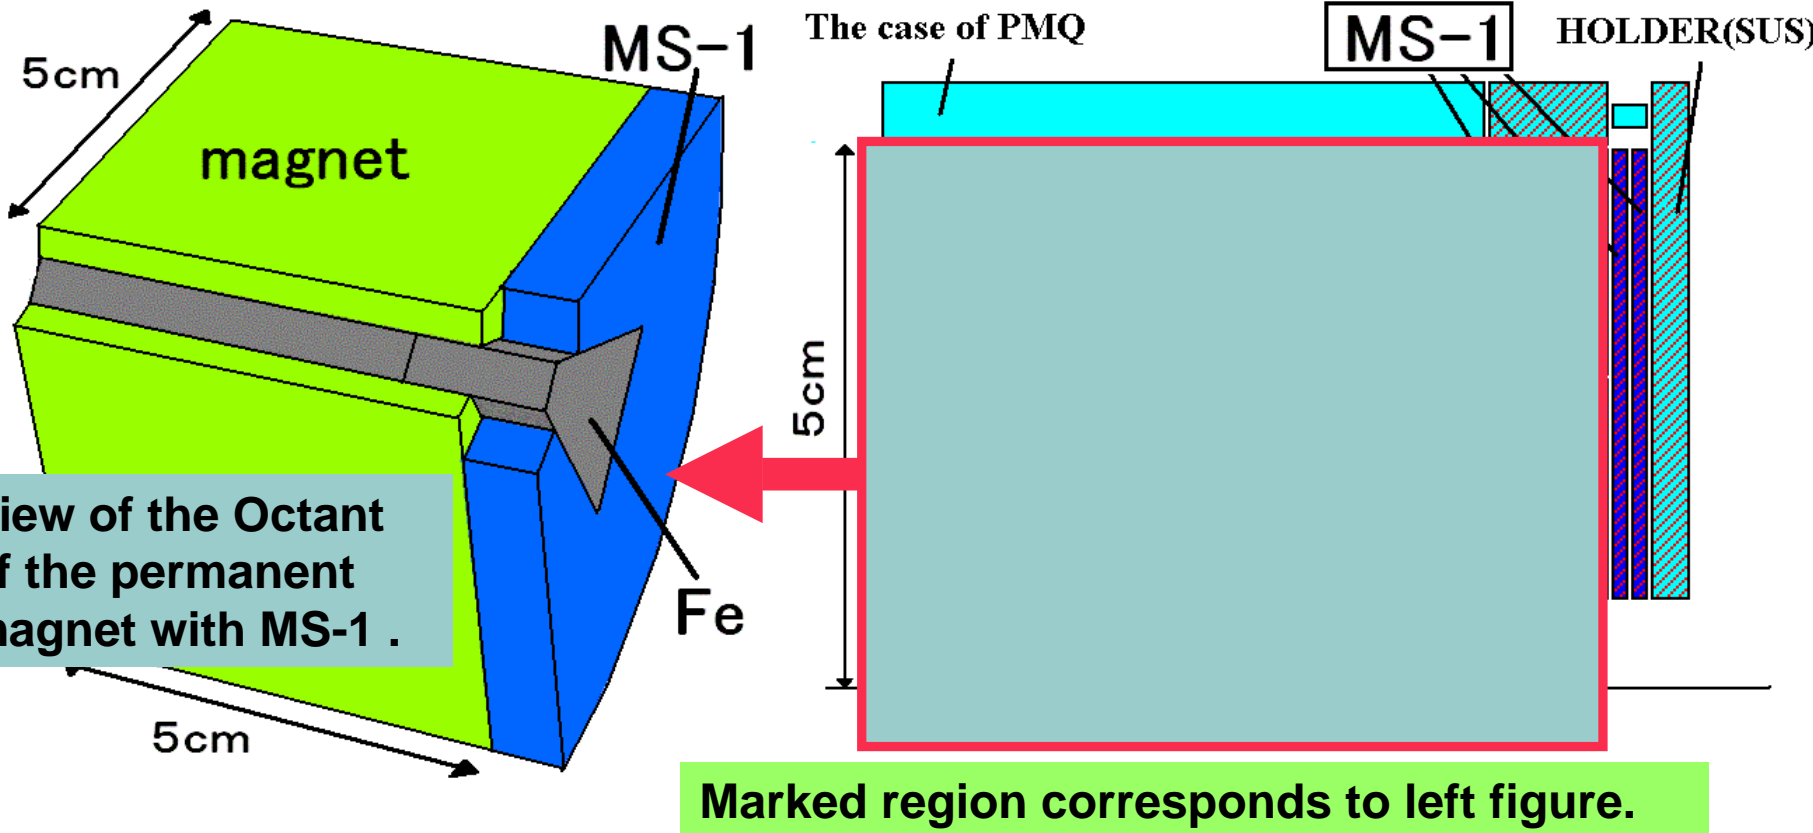 5cm
magnet
MS-1
Fe
iew of the Octant
f the permanent
nagnet with MS-1 .
5cm
The case of PMQ
MS-1
HOLDER(SUS)
5cm
Marked region corresponds to left figure.